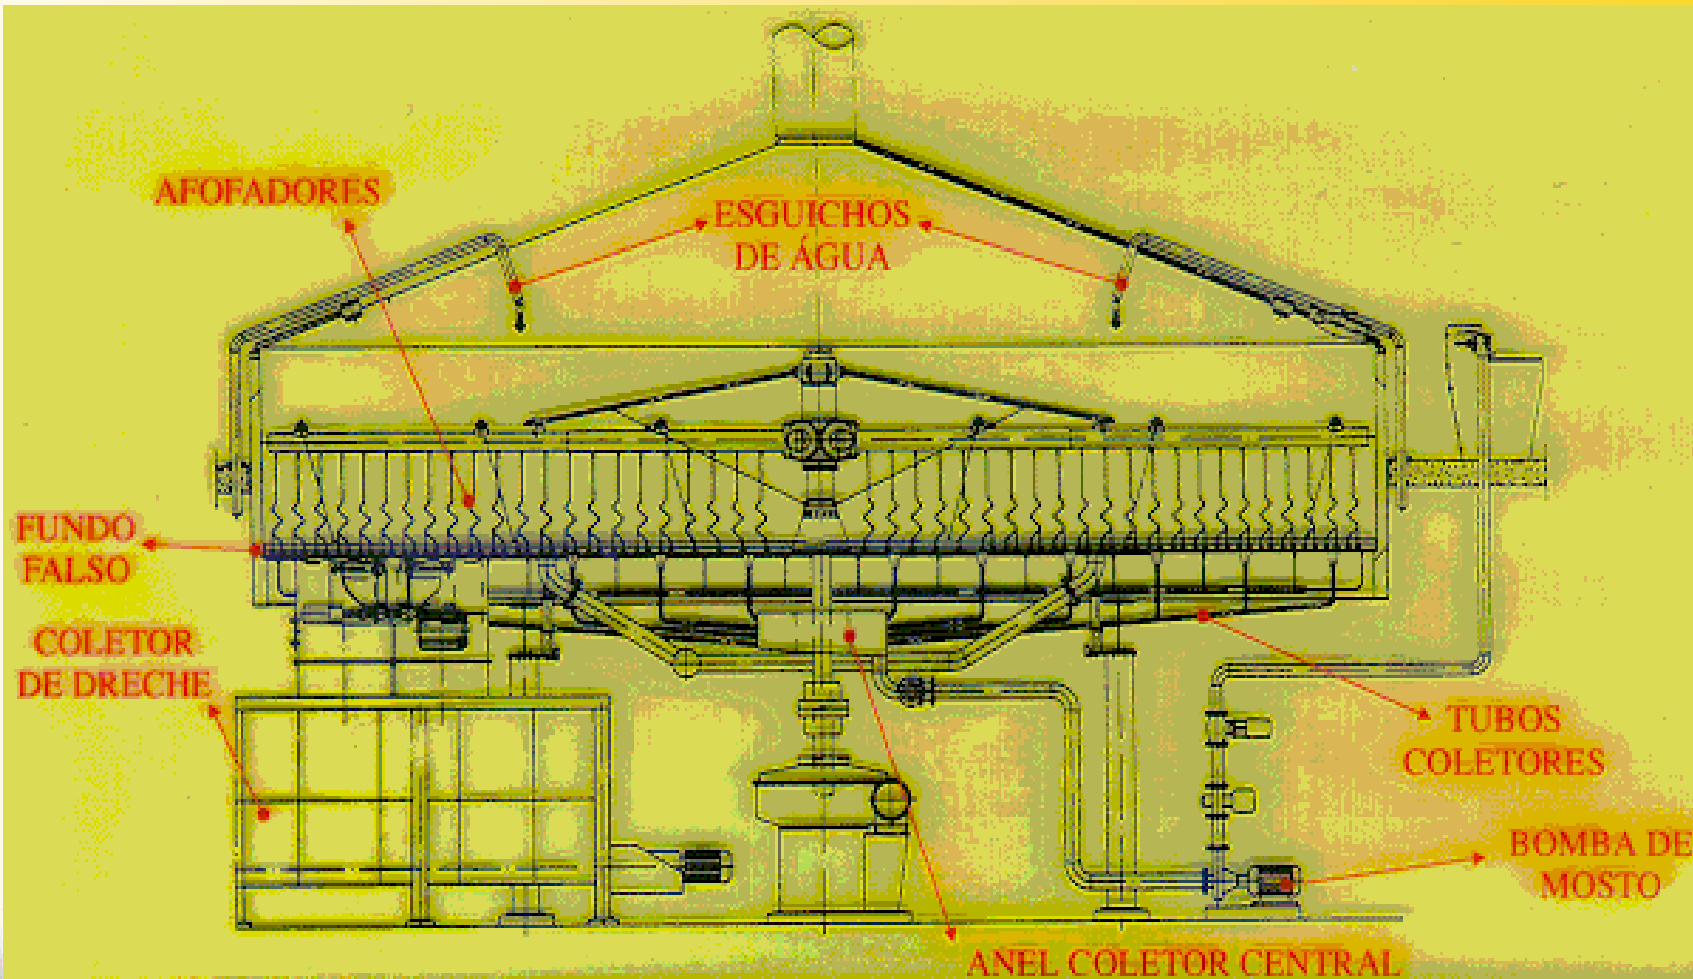 AFOFADORES
ESGUICHOS
DE ÁGUA
FUNDO
FALSO
COLETOR
DE DRECHE
TUBOS
COLETORES
BOMBA DE
MOSTO
ANEL COLETOR CENTRAL